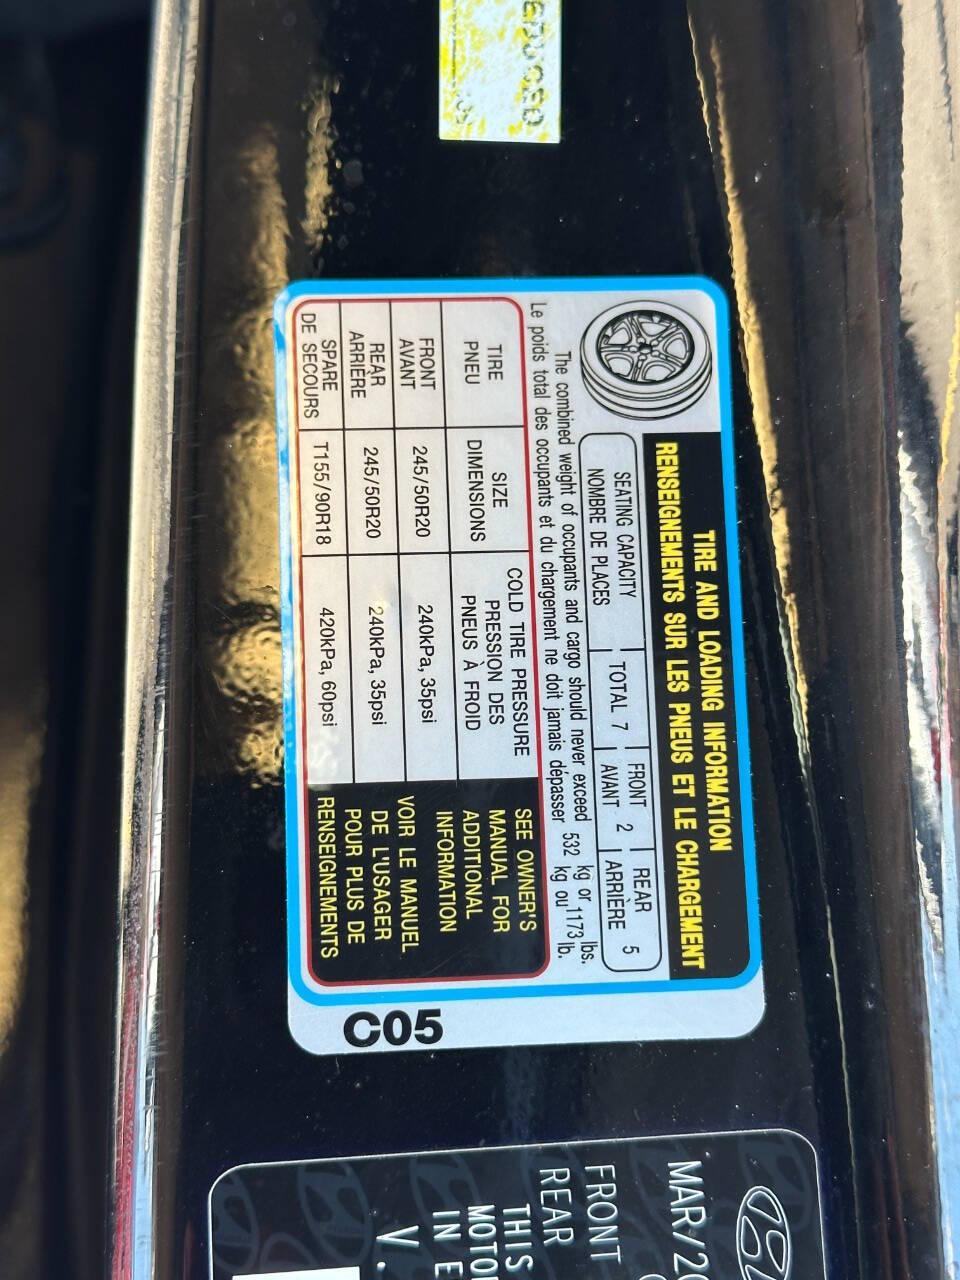 TIRE AND LOADING INFORMATION
RENSEIGNEMENTS SUR LES PNEUS ET LE CHARGEMENT
SEATING CAPACITY
NOMBRE DE PLACES
TOTAL 7
FRONT
AVANT 2
REAR
ARRIÈRE 5
The combined weight of occupants and cargo should never exceed 532 kg or 1173 lbs.
Le poids total des occupants et du chargement ne doit jamais dépasser 532 kg ou 1173 lb.
TIRE
PNEU
SIZE
DIMENSIONS
COLD TIRE PRESSURE
PRESSION DES
PNEUS À FROID
FRONT
AVANT
245/50R20
240kPa, 35psi
REAR
ARRIÈRE
245/50R20
240kPa, 35psi
SPARE
DE SECOURS
T155/90R18
420kPa, 60psi
SEE OWNER'S
MANUAL FOR
ADDITIONAL
INFORMATION
VOIR LE MANUEL
DE L'USAGER
POUR PLUS DE
RENSEIGNEMENTS
C05
MAR/20
FRONT
REAR
THIS
MOTO
IN E
V.